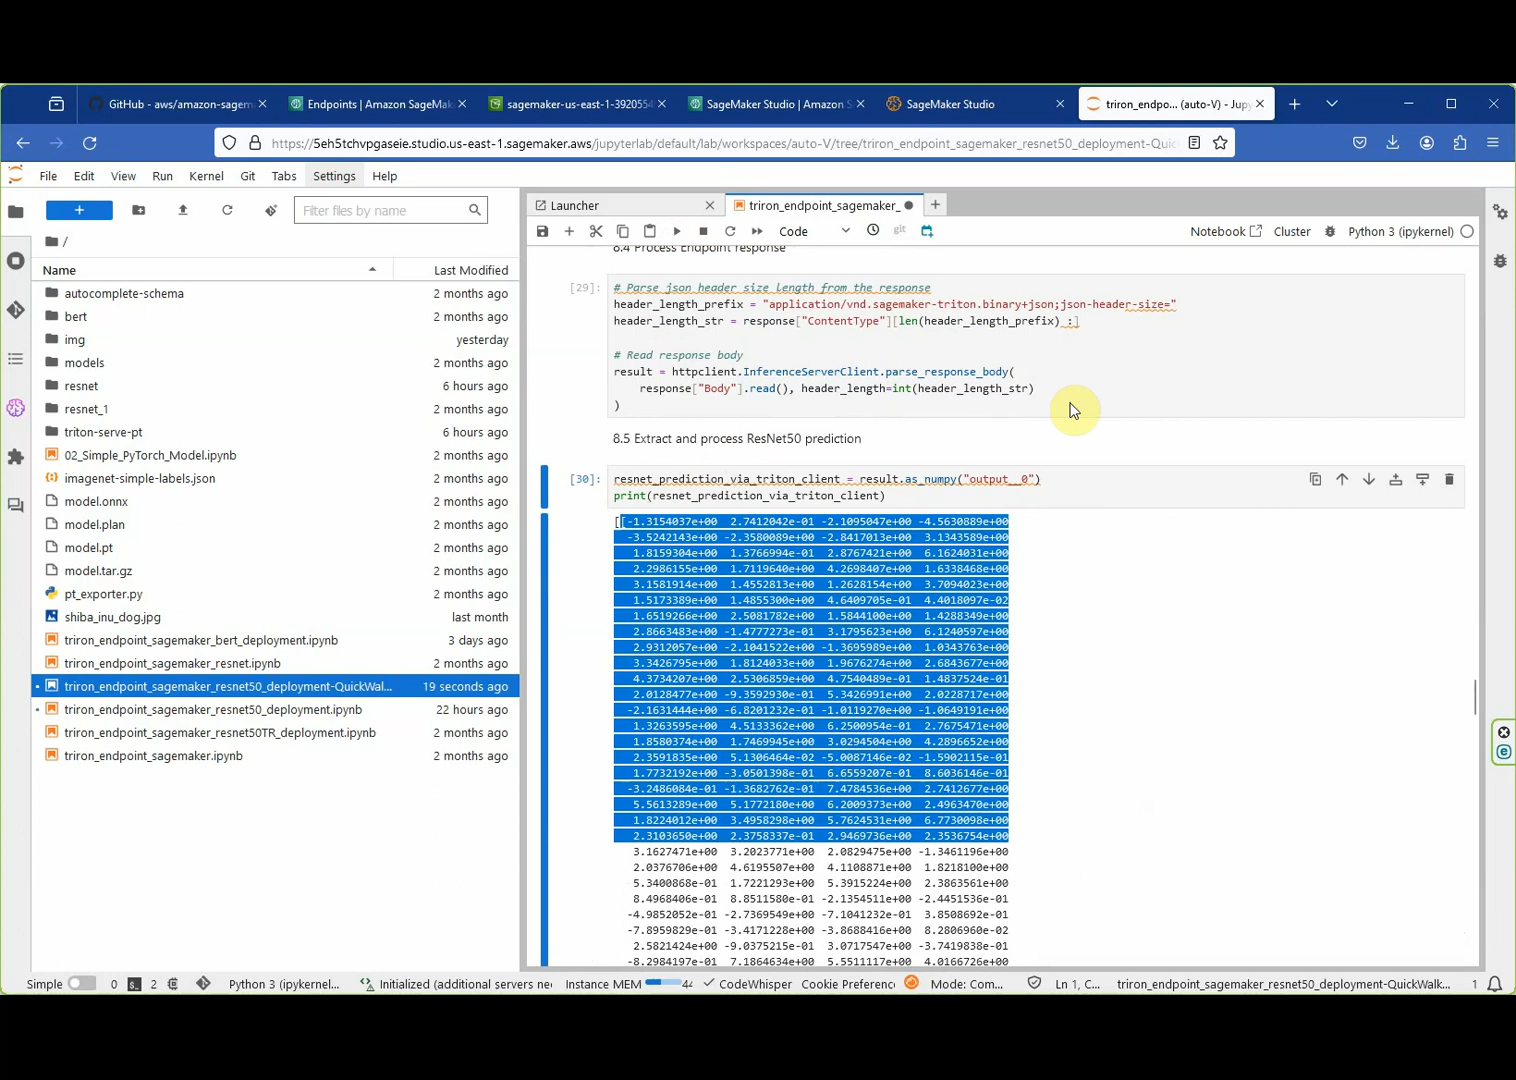 GitHub - aws/amazon-sagem
Endpoints | Amazon SageMa
sagemaker-us-east-1-3920554
SageMaker Studio | Amazon S
SageMaker Studio
triron_endpo... (auto-V) - Jupy
https://5eh5tchvpgaseie.studio.us-east-1.sagemaker.aws/jupyterlab/default/lab/workspaces/auto-V/tree/triron_endpoint_sagemaker_resnet50_deployment-Quic
File Edit View Run Kernel Git Tabs Settings Help
Filter files by name
/
Name Last Modified
autocomplete-schema 2 months ago
bert 2 months ago
img yesterday
models 2 months ago
resnet 6 hours ago
resnet_1 2 months ago
triton-serve-pt 6 hours ago
02_Simple_PyTorch_Model.ipynb 2 months ago
imagenet-simple-labels.json 2 months ago
model.onnx 2 months ago
model.plan 2 months ago
model.pt 2 months ago
model.tar.gz 2 months ago
pt_exporter.py 2 months ago
shiba_inu_dog.jpg last month
triron_endpoint_sagemaker_bert_deployment.ipynb 3 days ago
triron_endpoint_sagemaker_resnet.ipynb 2 months ago
triron_endpoint_sagemaker_resnet50_deployment-QuickWal... 19 seconds ago
triron_endpoint_sagemaker_resnet50_deployment.ipynb 22 hours ago
triron_endpoint_sagemaker_resnet50TR_deployment.ipynb 2 months ago
triron_endpoint_sagemaker.ipynb 2 months ago
Launcher
triron_endpoint_sagemaker_
Code
git
Notebook
Cluster
Python 3 (ipykernel)
8.4 Process Endpoint response
[29]:
# Parse json header size length from the response
header_length_prefix = "application/vnd.sagemaker-triton.binary+json;json-header-size="
header_length_str = response["ContentType"][len(header_length_prefix) :]
# Read response body
result = httpclient.InferenceServerClient.parse_response_body(
response["Body"].read(), header_length=int(header_length_str)
)
8.5 Extract and process ResNet50 prediction
[30]:
resnet_prediction_via_triton_client = result.as_numpy("output__0")
print(resnet_prediction_via_triton_client)
[[-1.3154037e+00 2.7412042e-01 -2.1095047e+00 -4.5630889e+00
-3.5242143e+00 -2.3580089e+00 -2.8417013e+00 3.1343589e+00
1.8159304e+00 1.3766994e-01 2.8767421e+00 6.1624031e+00
2.2986155e+00 1.7119640e+00 4.2698407e+00 1.6338468e+00
3.1581914e+00 1.4552813e+00 1.2628154e+00 3.7094023e+00
1.5173389e+00 1.4855300e+00 4.6409705e-01 4.4018097e-02
1.6519266e+00 2.5081782e+00 1.5844100e+00 1.4288349e+00
2.8663483e+00 -1.4777273e-01 3.1795623e+00 6.1240597e+00
2.9312057e+00 -2.1041522e+00 -1.3695989e+00 1.0343763e+00
3.3426795e+00 1.8124033e+00 1.9676274e+00 2.6843677e+00
4.3734207e+00 2.5306859e+00 4.7540489e-01 1.4837524e-01
2.0128477e+00 -9.3592930e-01 5.3426991e+00 2.0228717e+00
-2.1631444e+00 -6.8201232e-01 -1.0119270e+00 -1.0649191e+00
1.3263595e+00 4.5133362e+00 6.2500954e-01 2.7675471e+00
1.8580374e+00 1.7469945e+00 3.0294504e+00 4.2896652e+00
2.3591835e+00 5.1306464e-02 -5.0087146e-02 -1.5902115e-01
1.7732192e+00 -3.0501398e-01 6.6559207e-01 8.6036146e-01
-3.2486084e-01 -1.3682762e-01 7.4784536e+00 2.7412677e+00
5.5613289e+00 5.1772180e+00 6.2009373e+00 2.4963470e+00
1.8224012e+00 3.4958298e+00 5.7624531e+00 6.7730098e+00
2.3103650e+00 2.3758337e-01 2.9469736e+00 2.3536754e+00
3.1627471e+00 3.2023771e+00 2.0829475e+00 -1.3461196e+00
2.0376706e+00 4.6195507e+00 4.1108871e+00 1.8218100e+00
5.3400868e-01 1.7221293e+00 5.3915224e+00 2.3863561e+00
8.4968406e-01 8.8511580e-01 -2.1354511e+00 -2.4451536e-01
-4.9852052e-01 -2.7369549e+00 -7.1041232e-01 3.8508692e-01
-7.8959829e-01 -3.4171228e+00 -3.8688416e+00 8.2806960e-02
2.5821424e+00 -9.0375215e-01 3.0717547e+00 -3.7419838e-01
-8.2984197e-01 7.1864634e+00 5.5511117e+00 4.0166726e+00
Simple 0 2 Python 3 (ipykernel... Initialized (additional servers ne Instance MEM 44 CodeWhisper Cookie Preference Mode: Com... Ln 1, C... triron_endpoint_sagemaker_resnet50_deployment-QuickWalk... 1